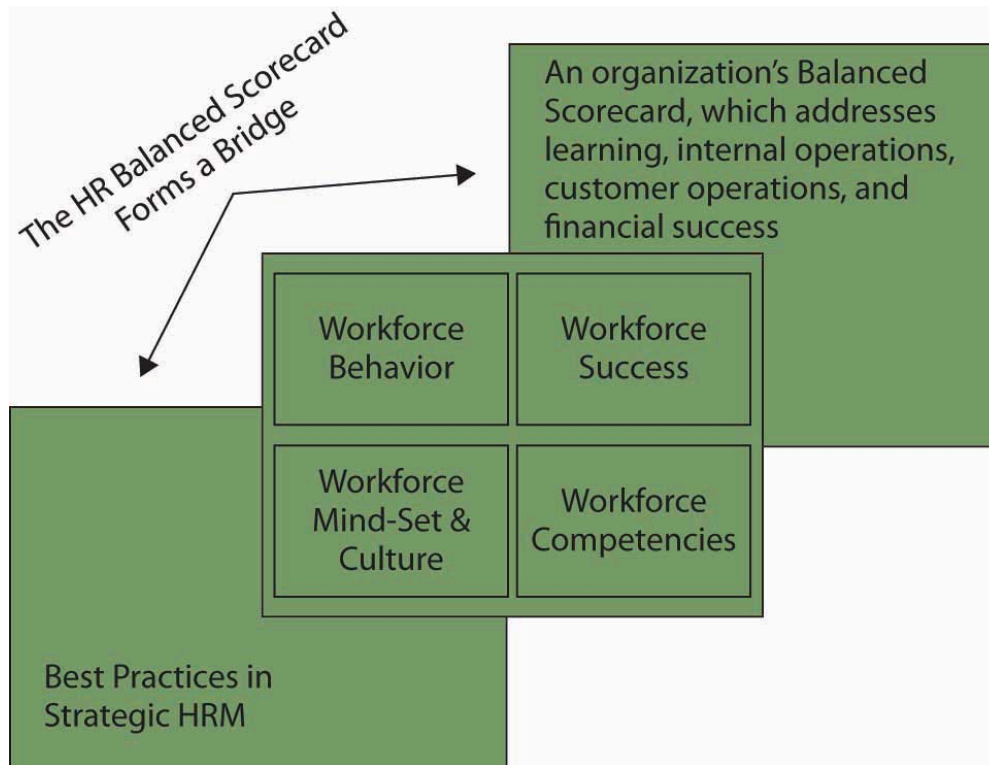 The HR Balanced Scorecard
Forms a Bridge
An organization's Balanced
Scorecard, which addresses
learning, internal operations,
customer operations, and
financial success
Workforce
Behavior
Workforce
Success
Workforce
Mind-Set &
Culture
Workforce
Competencies
Best Practices in
Strategic HRM